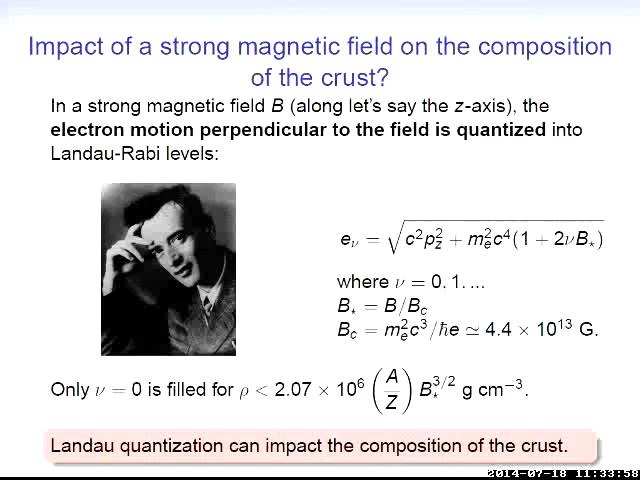 Impact of a strong magnetic field on the composition
of the crust?
In a strong magnetic field B (along let's say the z-axis), the
electron motion perpendicular to the field is quantized into
Landau-Rabi levels:
e_ν = √(c²p_z² + m_e²c⁴(1 + 2νB⋆))
where ν = 0, 1, ...
B⋆ = B/B_c
B_c = m_e²c³/ħe ≃ 4.4 × 10¹³ G.
Only ν = 0 is filled for ρ < 2.07 × 10⁶ (A/Z) B⋆^3/2 g cm⁻³.
Landau quantization can impact the composition of the crust.
2014-07-18 11:33:58